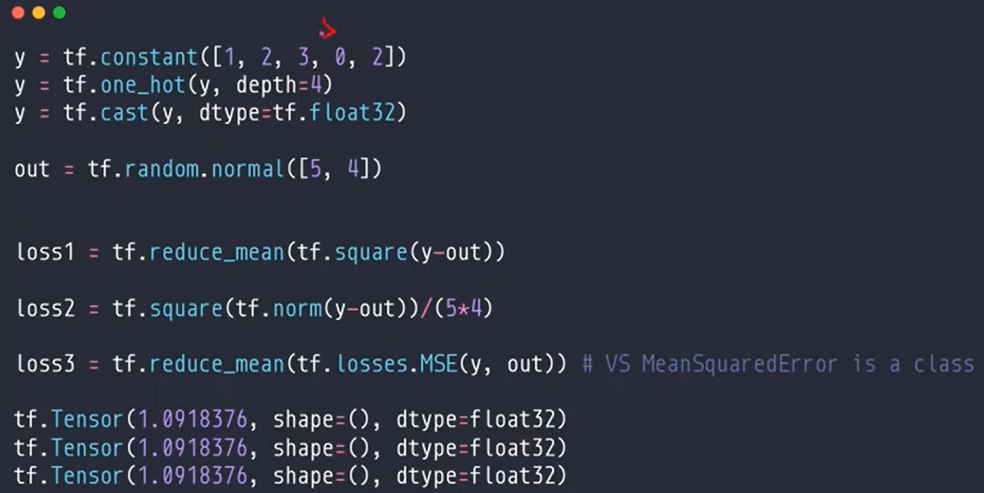 y = tf.constant([1, 2, 3, 0, 2])
y = tf.one_hot(y, depth=4)
y = tf.cast(y, dtype=tf.float32)
out = tf.random.normal([5, 4])
loss1 = tf.reduce_mean(tf.square(y-out))
loss2 = tf.square(tf.norm(y-out))/(5*4)
loss3 = tf.reduce_mean(tf.losses.MSE(y, out)) # VS MeanSquaredError is a class
tf.Tensor(1.0918376, shape=(), dtype=float32)
tf.Tensor(1.0918376, shape=(), dtype=float32)
tf.Tensor(1.0918376, shape=(), dtype=float32)